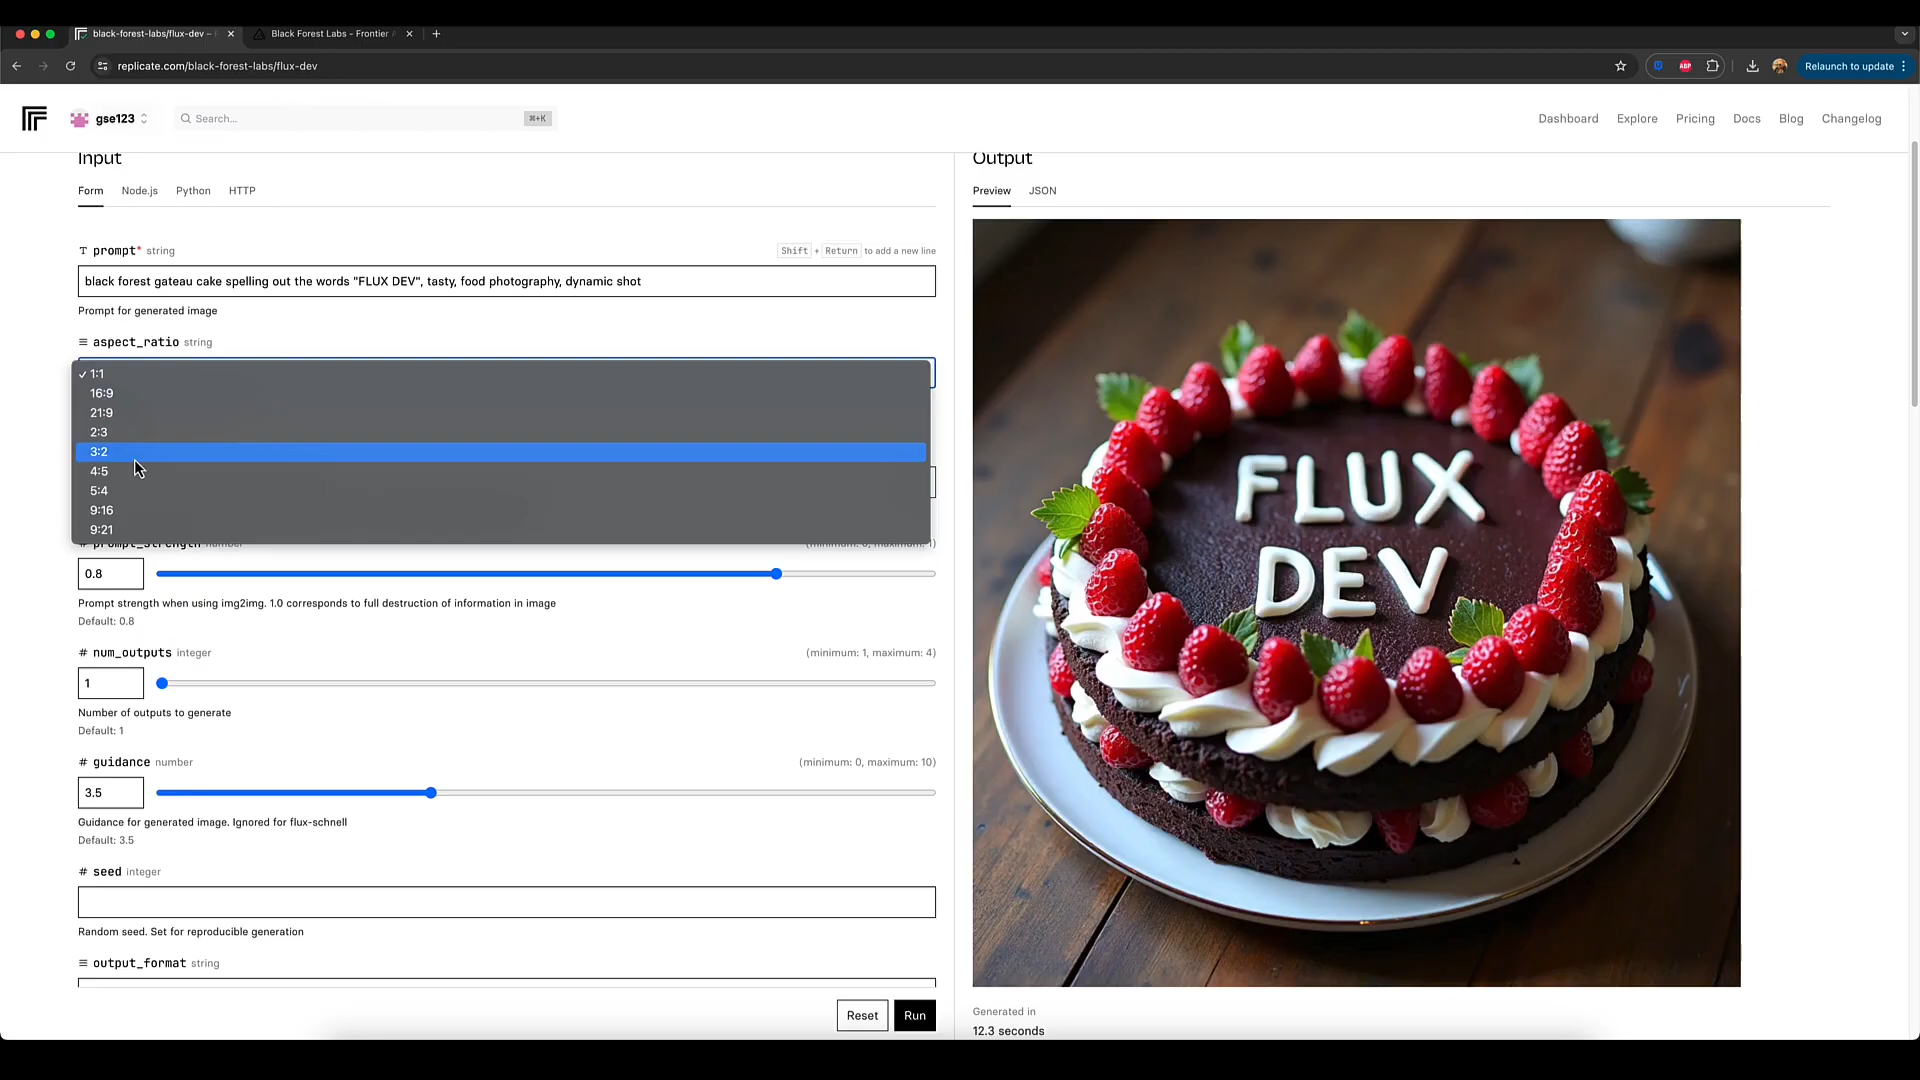 black-forest-labs/flux-dev –
Black Forest Labs - Frontier
replicate.com/black-forest-labs/flux-dev
ABP
Relaunch to update
gse123
Search...
⌘+K
Dashboard
Explore
Pricing
Docs
Blog
Changelog
Input
Form
Node.js
Python
HTTP
T prompt* string
Shift + Return to add a new line
black forest gateau cake spelling out the words "FLUX DEV", tasty, food photography, dynamic shot
Prompt for generated image
aspect_ratio string
✓ 1:1
16:9
21:9
2:3
3:2
4:5
5:4
9:16
9:21
# prompt_strength number
(minimum: 0, maximum: 1)
0.8
Prompt strength when using img2img. 1.0 corresponds to full destruction of information in image
Default: 0.8
# num_outputs integer
(minimum: 1, maximum: 4)
1
Number of outputs to generate
Default: 1
# guidance number
(minimum: 0, maximum: 10)
3.5
Guidance for generated image. Ignored for flux-schnell
Default: 3.5
# seed integer
Random seed. Set for reproducible generation
output_format string
Reset
Run
Output
Preview
JSON
FLUX
DEV
Generated in
12.3 seconds